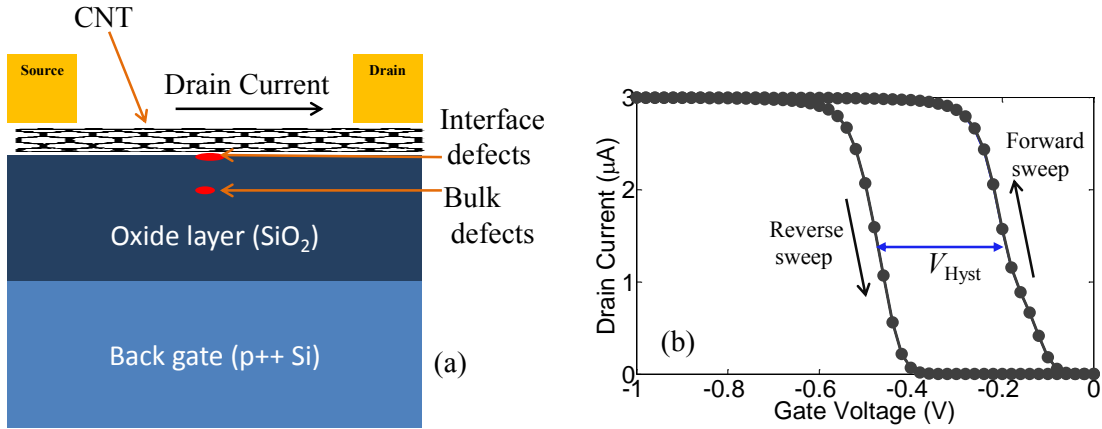 CNT
Source
Drain
Drain Current
Interface
defects
Bulk
defects
Oxide layer (SiO₂)
Back gate (p++ Si)
(a)
Drain Current (μA)
3
2
1
0
Forward
sweep
Reverse
sweep
V_Hyst
(b)
-1
-0.8
-0.6
-0.4
-0.2
0
Gate Voltage (V)